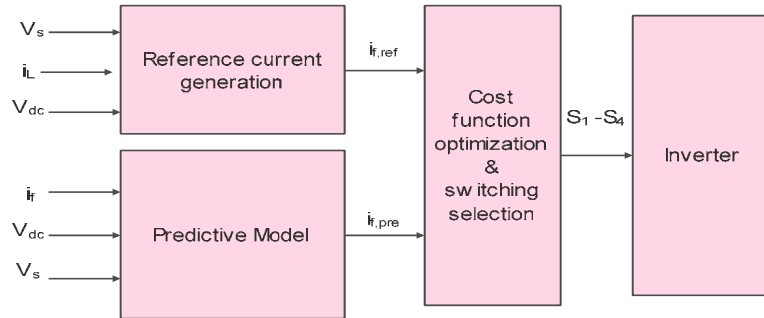 Vs
iL
Vdc
Reference current
generation
if,ref
if
Vdc
Vs
Predictive Model
if,pre
Cost
function
optimization
&
switching
selection
S1 -S4
Inverter